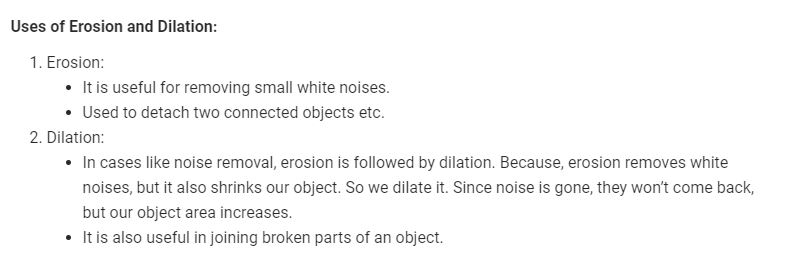 Uses of Erosion and Dilation:
1. Erosion:
• It is useful for removing small white noises.
• Used to detach two connected objects etc.
2. Dilation:
• In cases like noise removal, erosion is followed by dilation. Because, erosion removes white
noises, but it also shrinks our object. So we dilate it. Since noise is gone, they won’t come back,
but our object area increases.
• It is also useful in joining broken parts of an object.